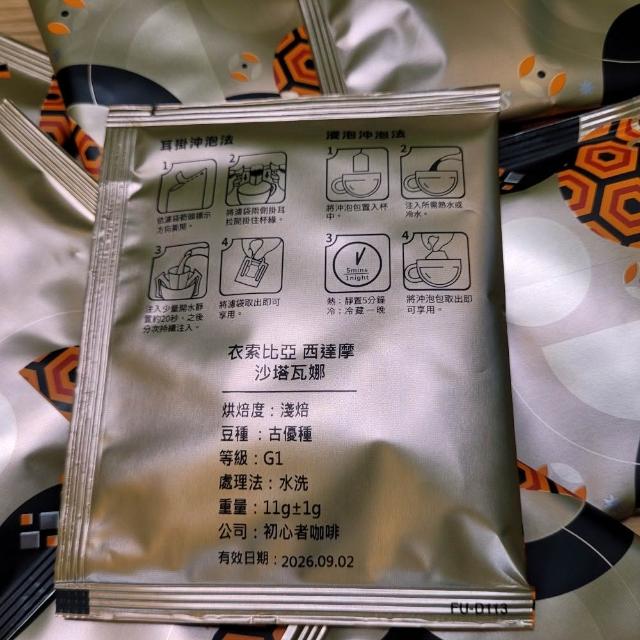 耳掛沖泡法
浸泡沖泡法
1
2
依濾袋箭頭標示
方向撕開。
將濾袋兩側掛耳
拉開掛住杯緣。
1
2
將沖泡包置入杯
中。
注入所需熱水或
冷水。
3
4
注入少量開水靜
置約20秒，之後
分次持續注入。
將濾袋取出即可
享用。
3
5mins
1night
4
熱：靜置5分鐘
冷：冷藏一晚
將沖泡包取出即
可享用。
衣索比亞 西達摩
沙塔瓦娜
烘焙度：淺焙
豆種：古優種
等級：G1
處理法：水洗
重量：11g±1g
公司：初心者咖啡
有效日期：2026.09.02
FU-D113